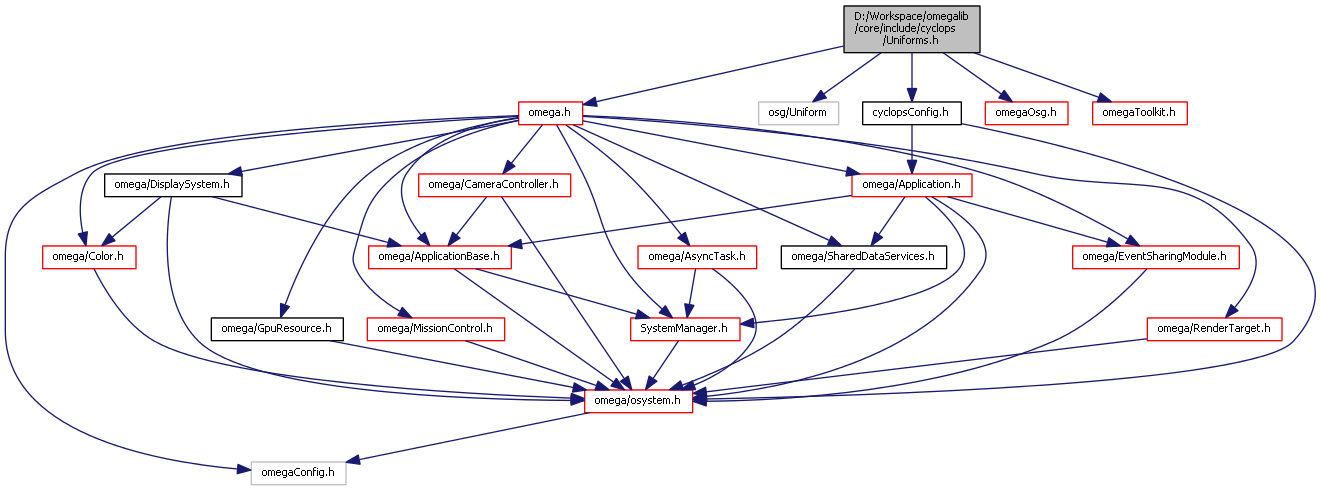 D:/Workspace/omegalib
/core/include/cyclops
/Uniforms.h
omega.h
osg/Uniform
cyclopsConfig.h
omegaOsg.h
omegaToolkit.h
omega/DisplaySystem.h
omega/CameraController.h
omega/Application.h
omega/Color.h
omega/ApplicationBase.h
omega/AsyncTask.h
omega/SharedDataServices.h
omega/EventSharingModule.h
omega/GpuResource.h
omega/MissionControl.h
SystemManager.h
omega/RenderTarget.h
omega/osystem.h
omegaConfig.h